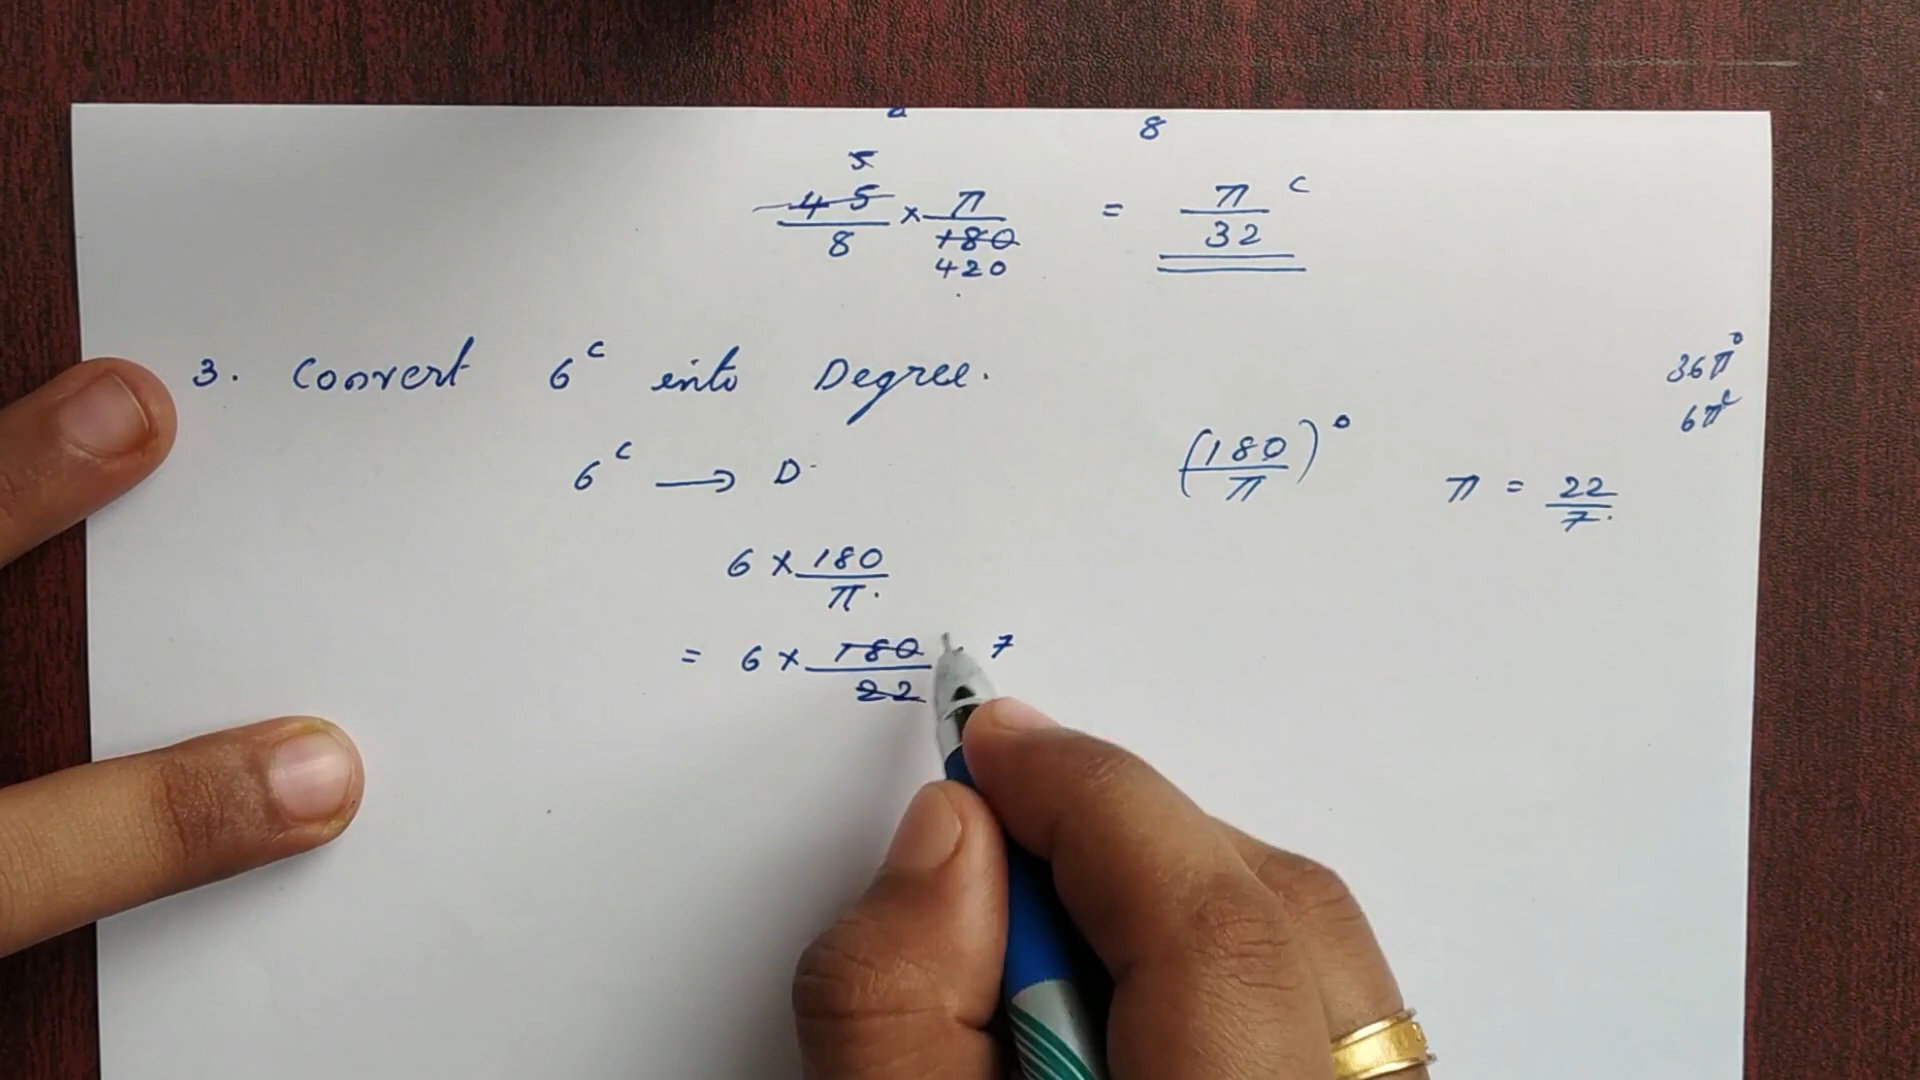 8
5
45/8 × π/180 = π^c/32
420
3. Convert 6^c into Degree.
36π°
6π^c
6^c → D
(180/π)°
π = 22/7.
6 × 180/π.
= 6 × 180/22 7